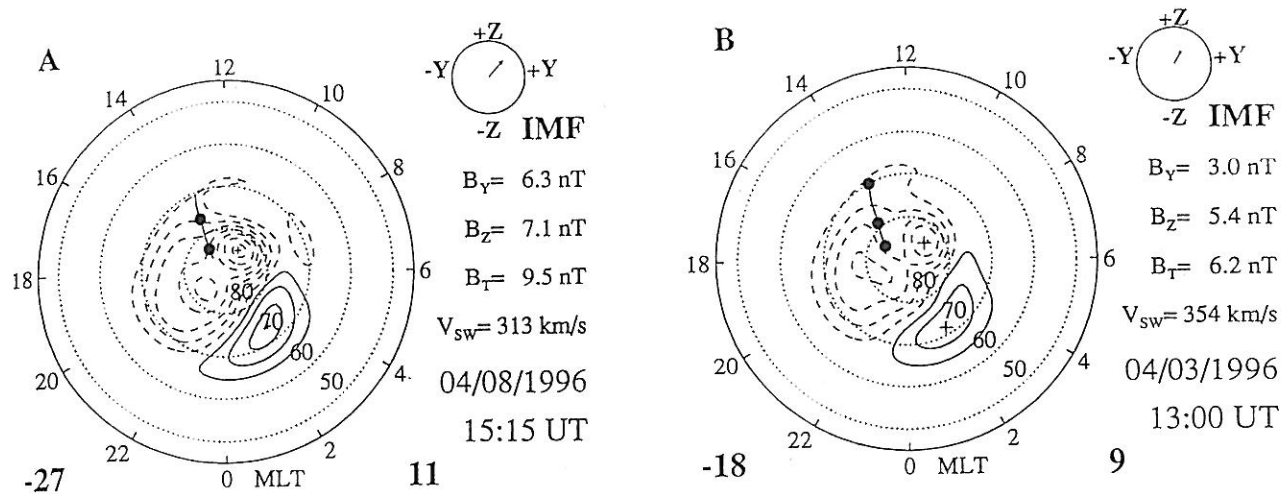 A
+Z
-Y
+Y
-Z IMF
B_Y= 6.3 nT
B_Z= 7.1 nT
B_T= 9.5 nT
V_SW= 313 km/s
04/08/1996
15:15 UT
12
10
8
6
4
2
0 MLT
20
18
16
14
80
70
60
50
-27
11
B
+Z
-Y
+Y
-Z IMF
B_Y= 3.0 nT
B_Z= 5.4 nT
B_T= 6.2 nT
V_SW= 354 km/s
04/03/1996
13:00 UT
12
10
8
6
4
2
0 MLT
22
20
18
16
14
80
70
60
50
-18
9